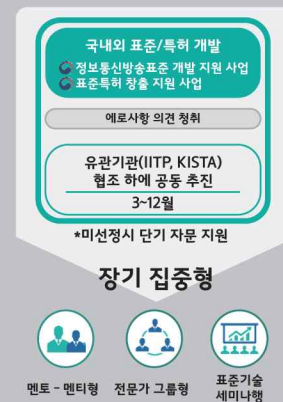 국내외 표준/특허 개발
정보통신방송표준 개발 지원 사업
표준특허 창출 지원 사업
애로사항 의견 청취
유관기관(IITP, KISTA)
협조 하에 공동 추진
3~12월
*미선정시 단기 자문 지원
장기 집중형
멘토 - 멘티형
전문가 그룹형
표준기술
세미나행